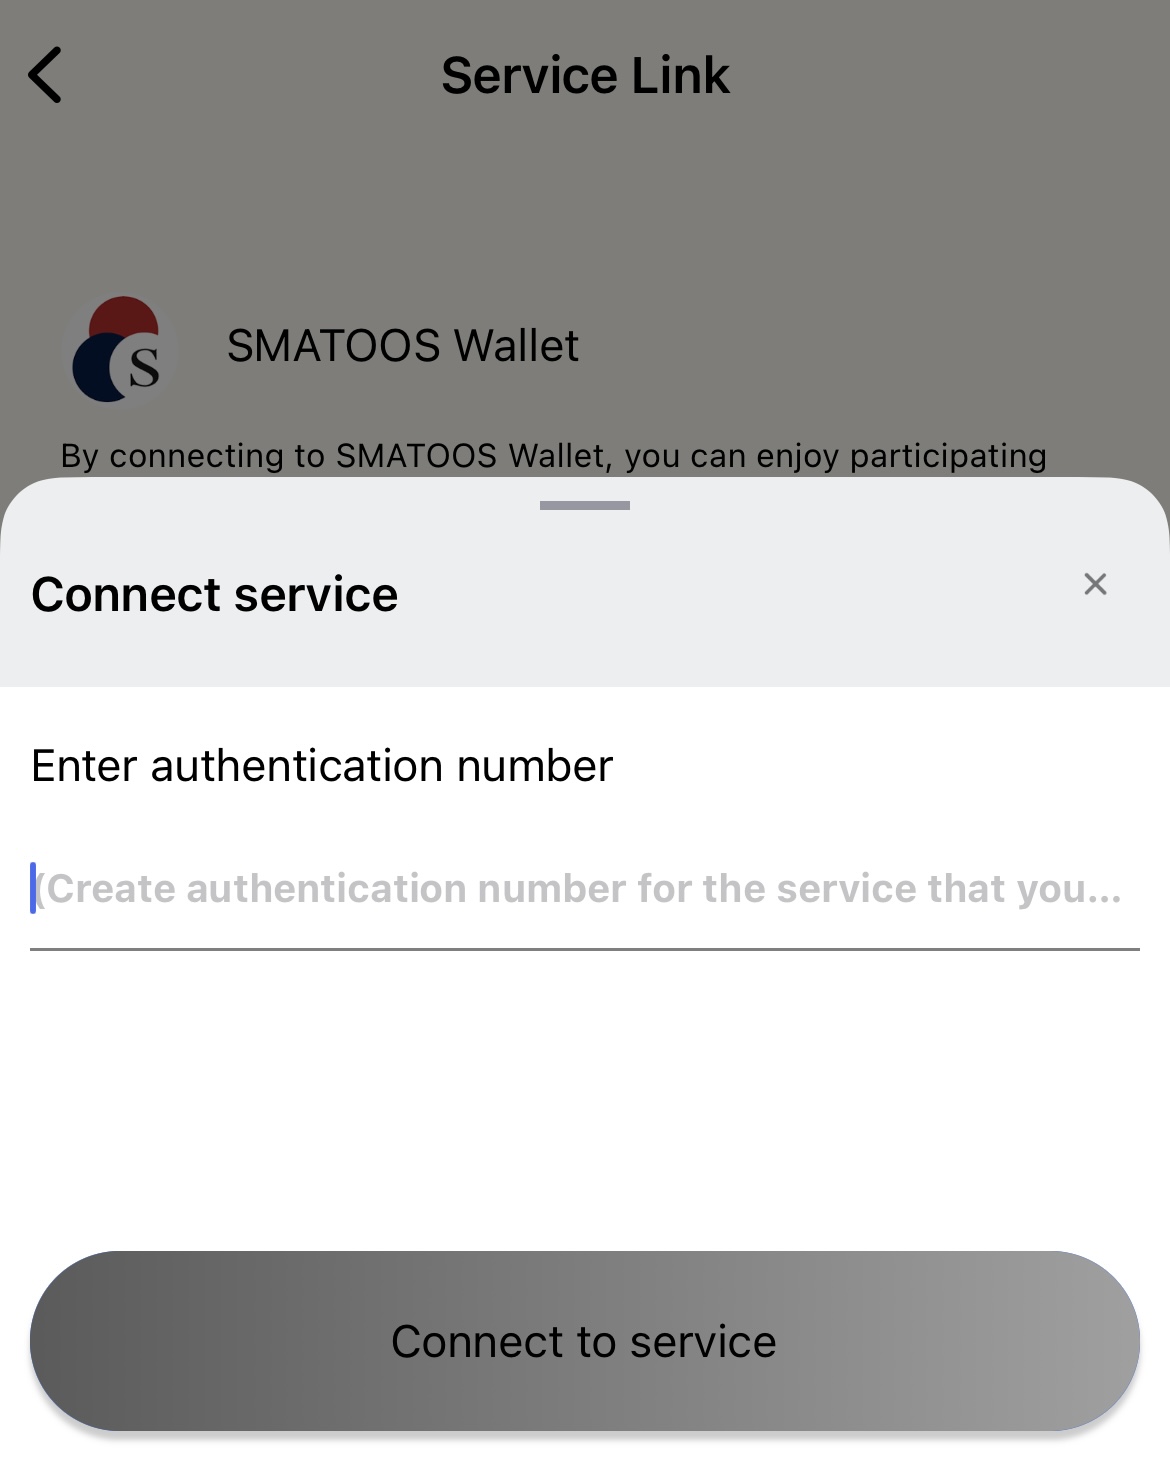 Service Link
S
SMATOOS Wallet
By connecting to SMATOOS Wallet, you can enjoy participating
Connect service
Enter authentication number
(Create authentication number for the service that you...
Connect to service